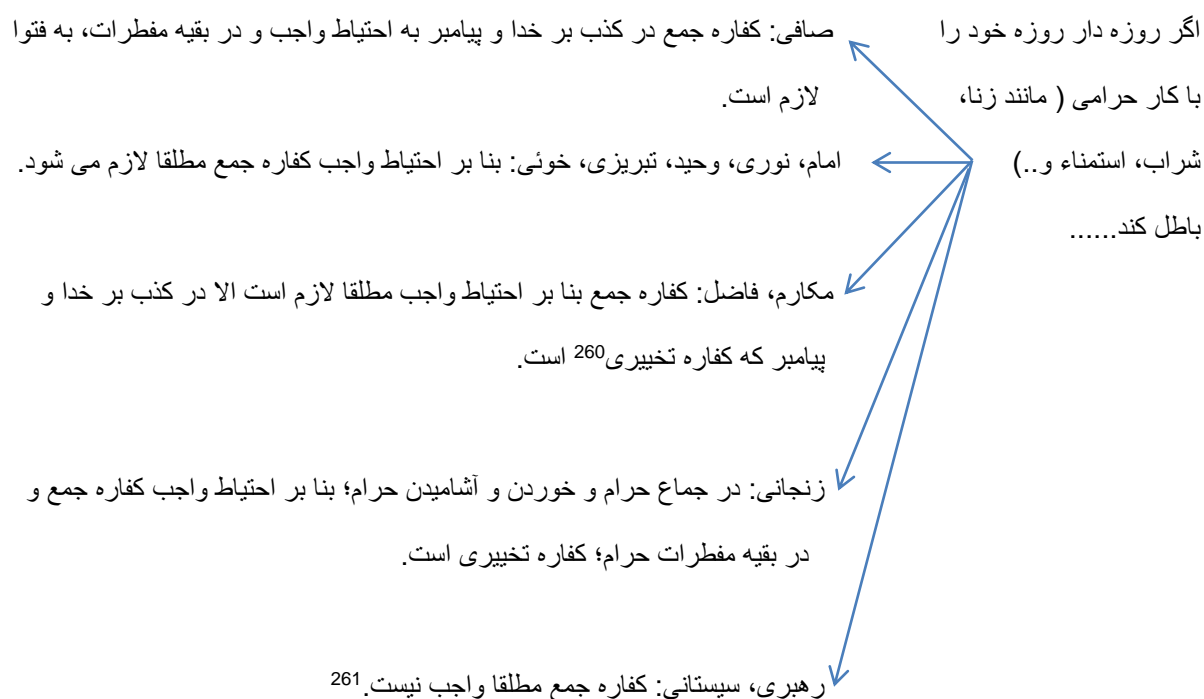 اگر روزه دار روزه خود را
با کار حرامی ( مانند زنا،
شراب، استمناء و..)
باطل کند......
صافی: کفاره جمع در کذب بر خدا و پیامبر به احتیاط واجب و در بقیه مفطرات، به فتوا
لازم است.
امام، نوری، وحید، تبریزی، خوئی: بنا بر احتیاط واجب کفاره جمع مطلقا لازم می شود.
مکارم، فاضل: کفاره جمع بنا بر احتیاط واجب مطلقا لازم است الا در کذب بر خدا و
پیامبر که کفاره تخییری260 است.
زنجانی: در جماع حرام و خوردن و آشامیدن حرام؛ بنا بر احتیاط واجب کفاره جمع و
در بقیه مفطرات حرام؛ کفاره تخییری است.
رهبری، سیستانی: کفاره جمع مطلقا واجب نیست.261